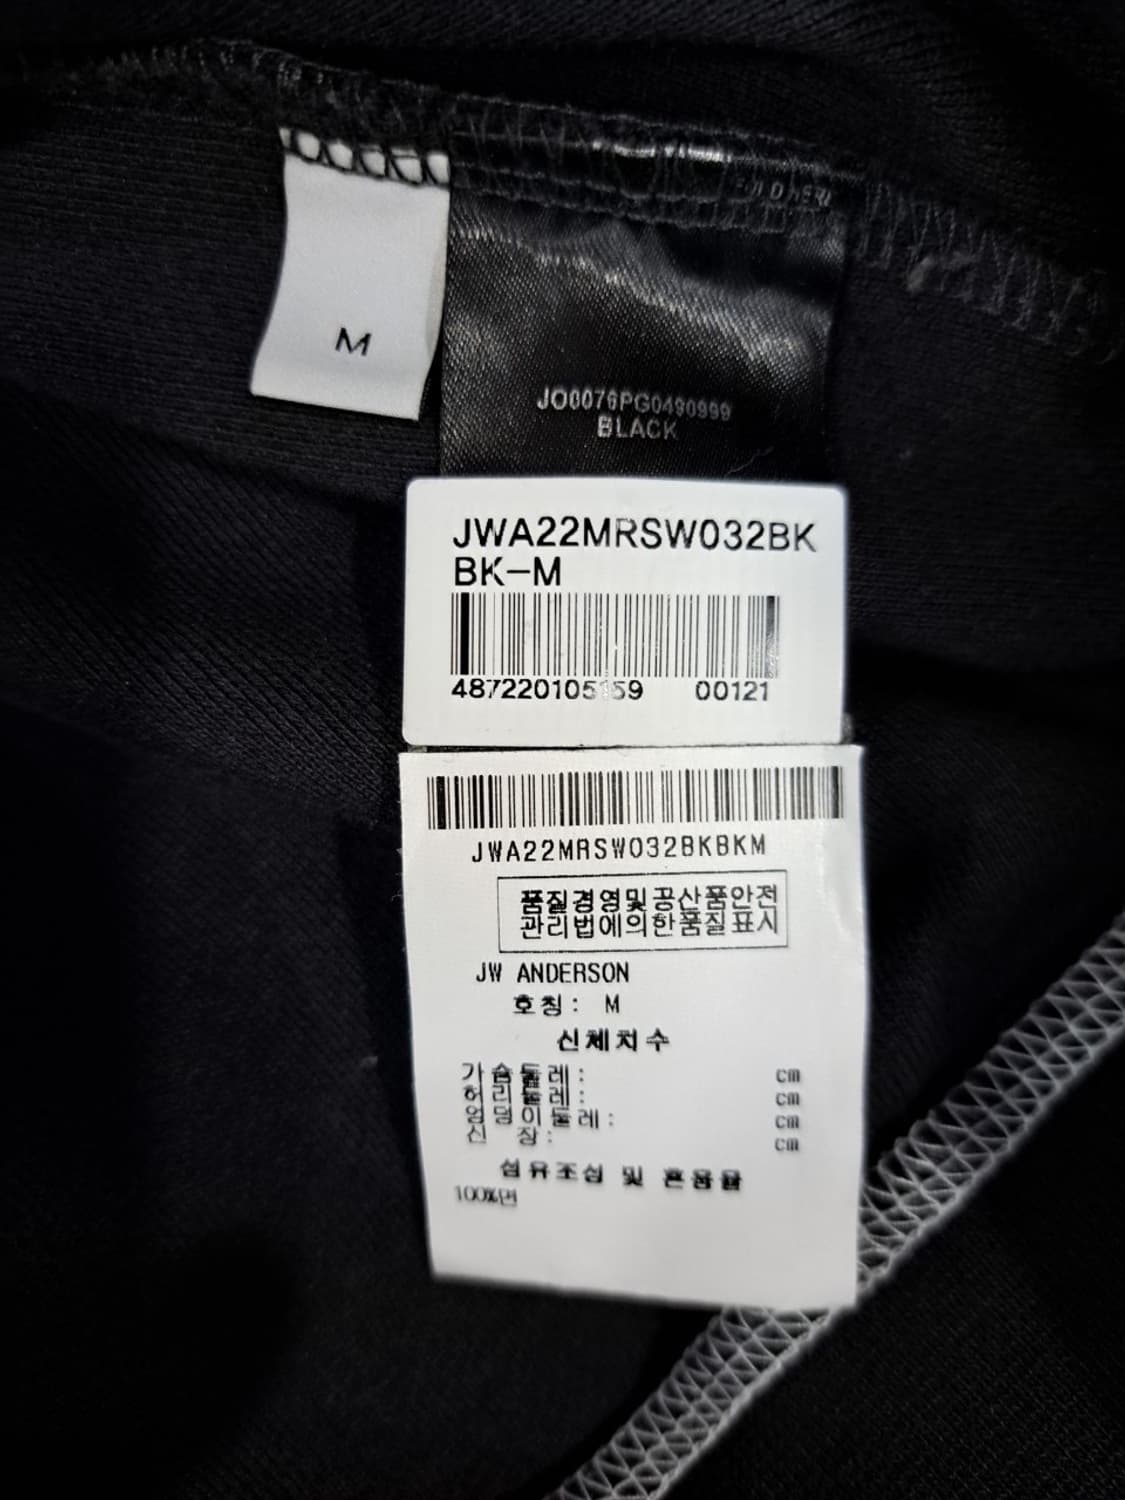 M
JO0076PG0490999
BLACK
JWA22MRSW032BK
BK-M
00121
JWA22MRSW032BKBKM
품질경영및공산품안전
관리법에의한품질표시
JW ANDERSON
호칭: M
신체치수
가슴둘레: cm
허리둘레: cm
엉덩이둘레: cm
신 장: cm
섬유조성 및 혼용율
100%면